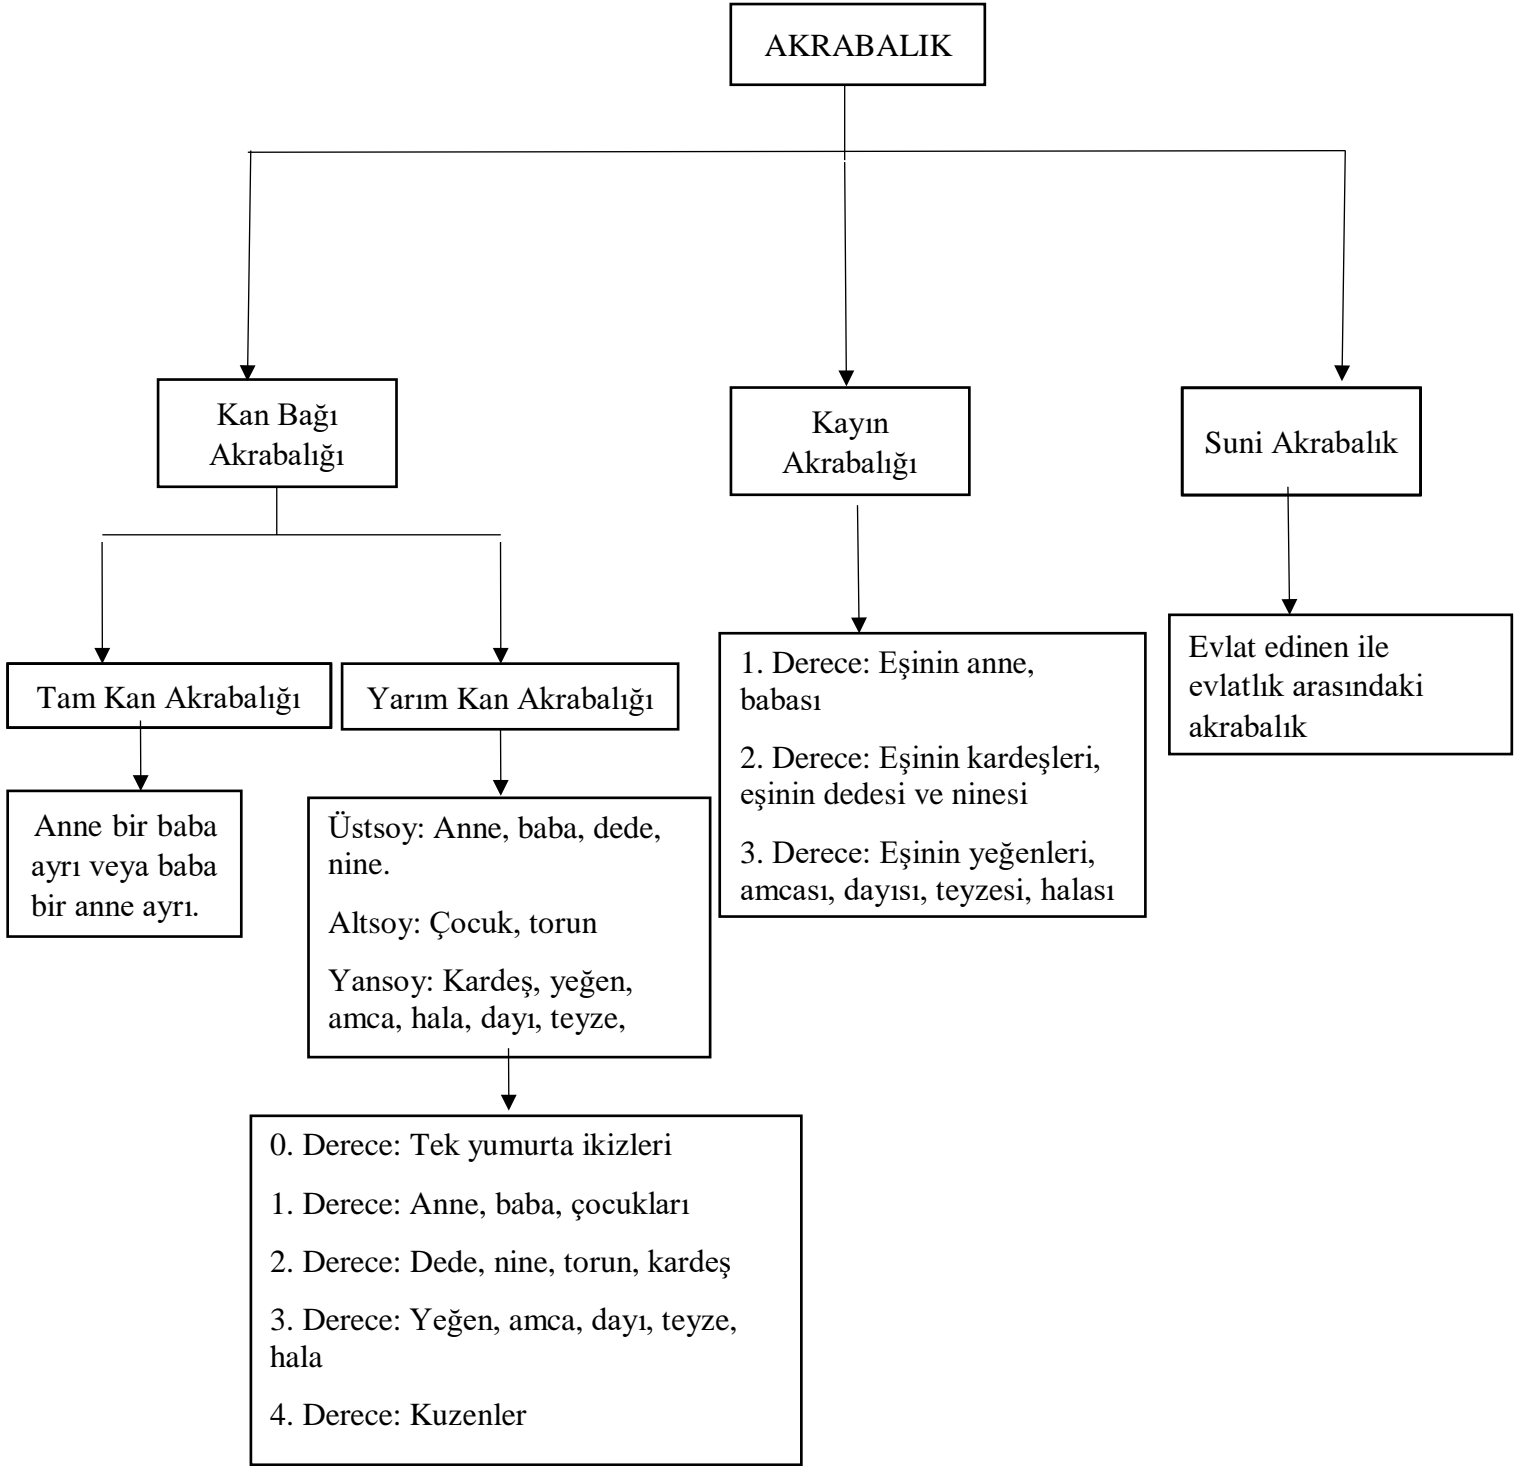 AKRABALIK
Kan Bağı
Akrabalığı
Kayın
Akrabalığı
Suni Akrabalık
Tam Kan Akrabalığı
Yarım Kan Akrabalığı
Anne bir baba
ayrı veya baba
bir anne ayrı.
Üstsoy: Anne, baba, dede,
nine.
Altsoy: Çocuk, torun
Yansoy: Kardeş, yeğen,
amca, hala, dayı, teyze,
0. Derece: Tek yumurta ikizleri
1. Derece: Anne, baba, çocukları
2. Derece: Dede, nine, torun, kardeş
3. Derece: Yeğen, amca, dayı, teyze,
hala
4. Derece: Kuzenler
1. Derece: Eşinin anne,
babası
2. Derece: Eşinin kardeşleri,
eşinin dedesi ve ninesi
3. Derece: Eşinin yeğenleri,
amcası, dayısı, teyzesi, halası
Evlat edinen ile
evlatlık arasındaki
akrabalık